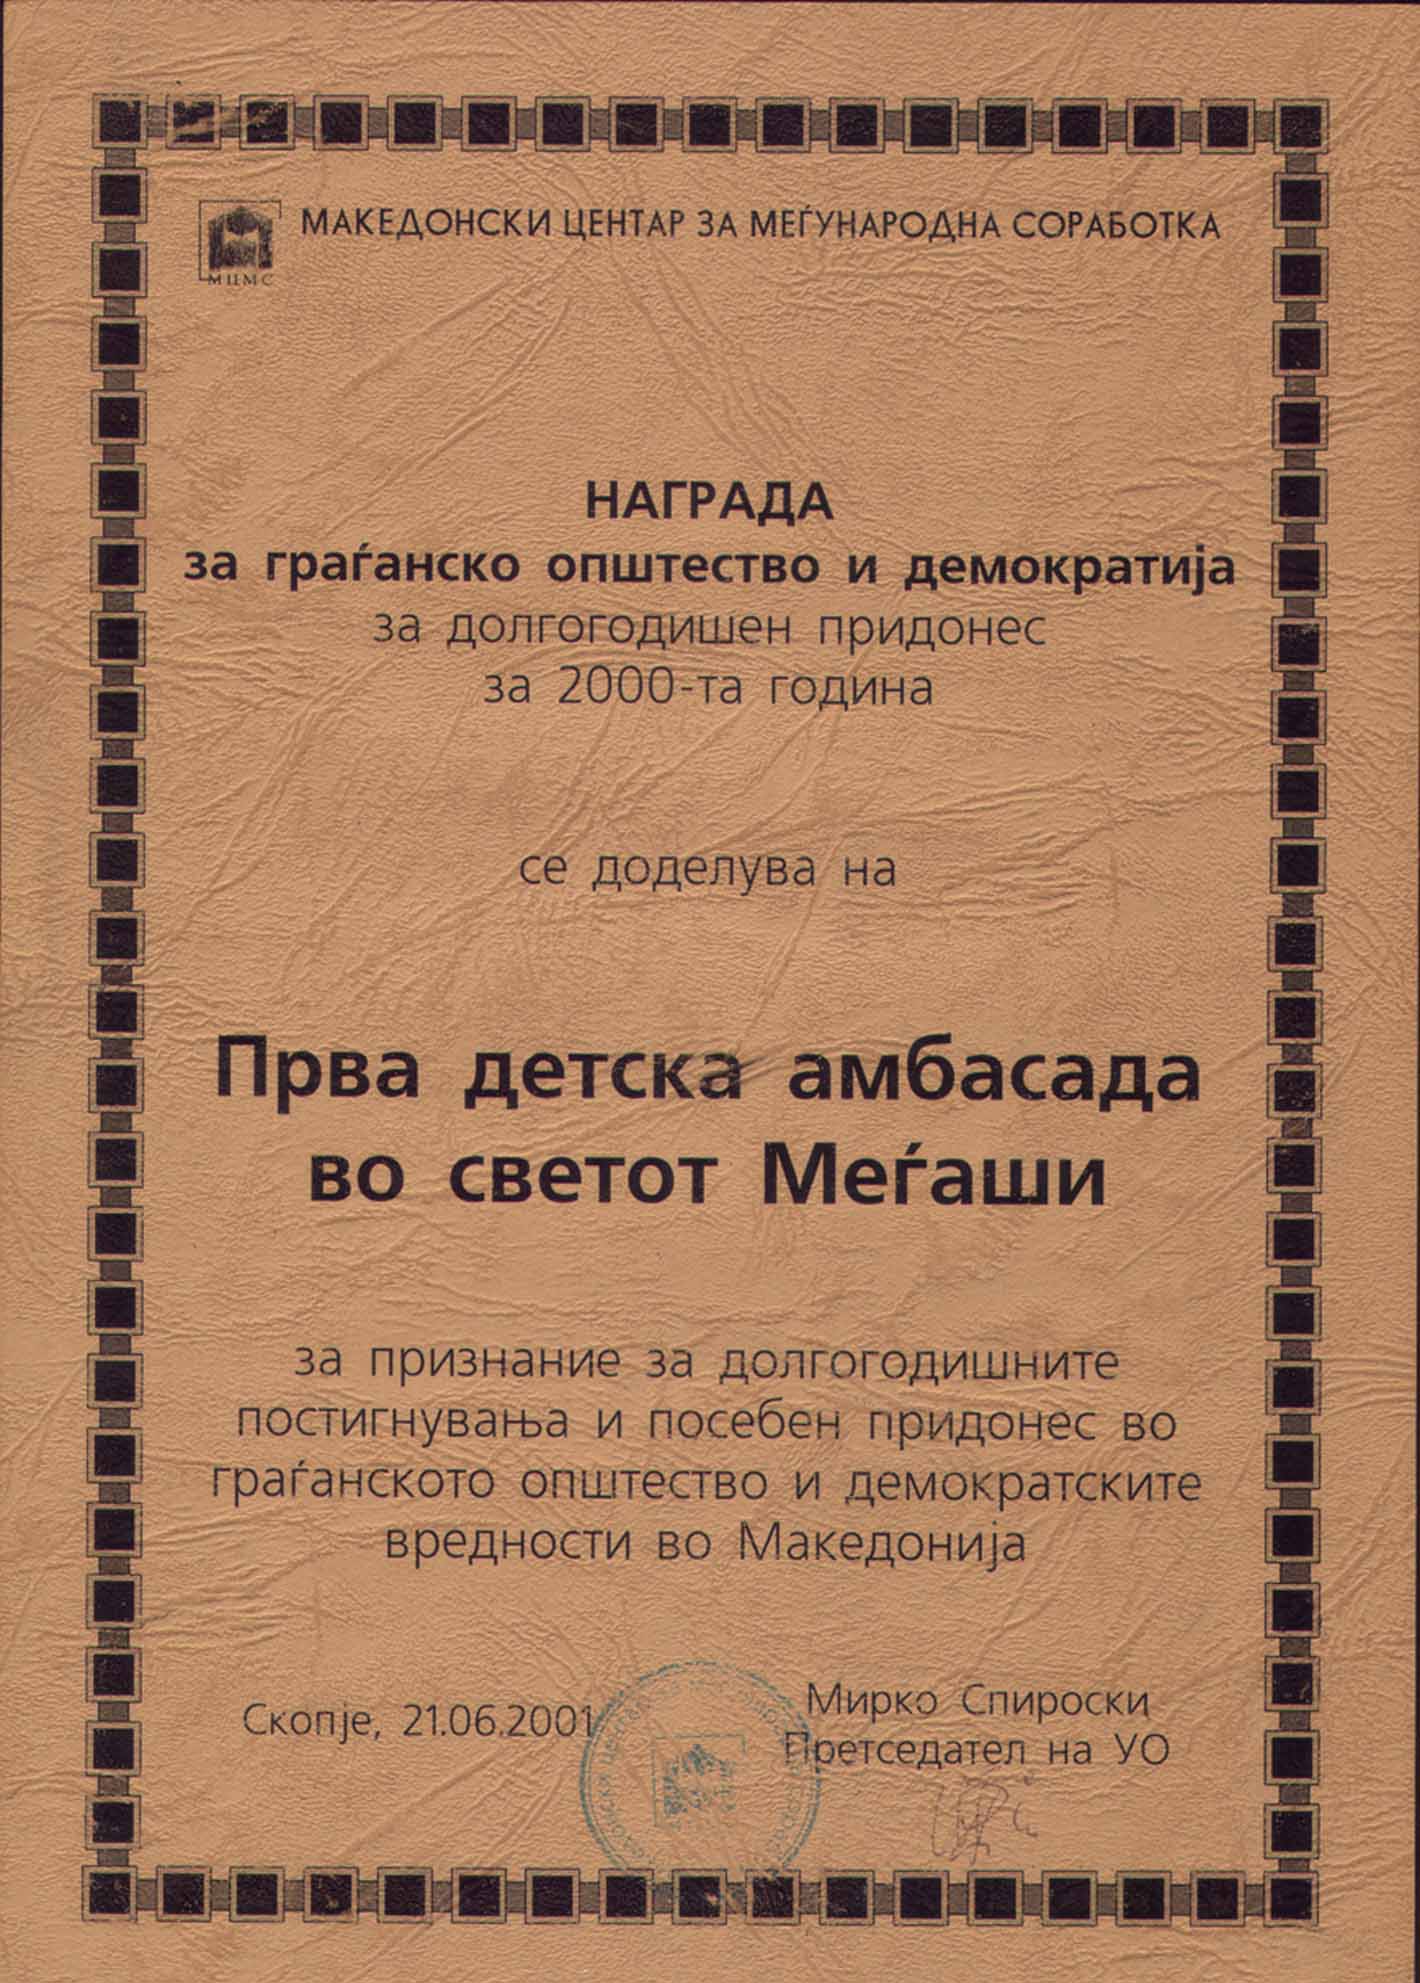 МАКЕДОНСКИ ЦЕНТАР ЗА МЕЃУНАРОДНА СОРАБОТКА
МЦМС
НАГРАДА
за граѓанско општество и демократија
за долгогодишен придонес
за 2000-та година
се доделува на
Прва детска амбасада
во светот Меѓаши
за признание за долгогодишните
постигнувања и посебен придонес во
граѓанското општество и демократските
вредности во Македонија
Скопје, 21.06.2001
Мирко Спироски
Претседател на УО